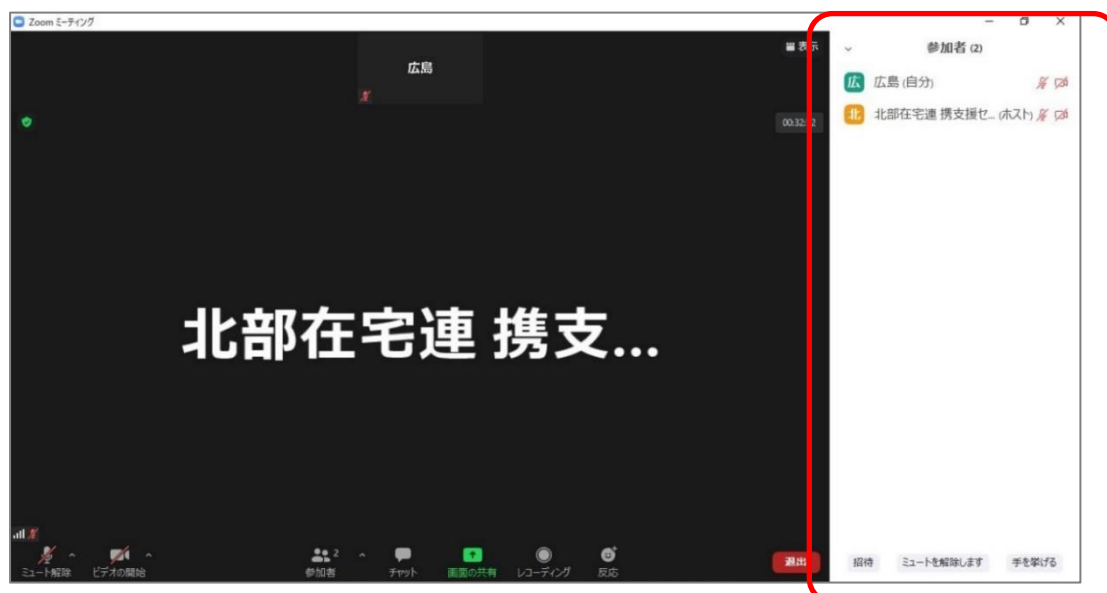 Zoom ミーティング
広島
表示
参加者 (2)
広 広島 (自分)
北 北部在宅連 携支援セ... (ホスト)
北部在宅連 携支...
ミュート解除
ビデオの開始
参加者 2
チャット
画面の共有
レコーディング
反応
退出
招待
ミュートを解除します
手を挙げる